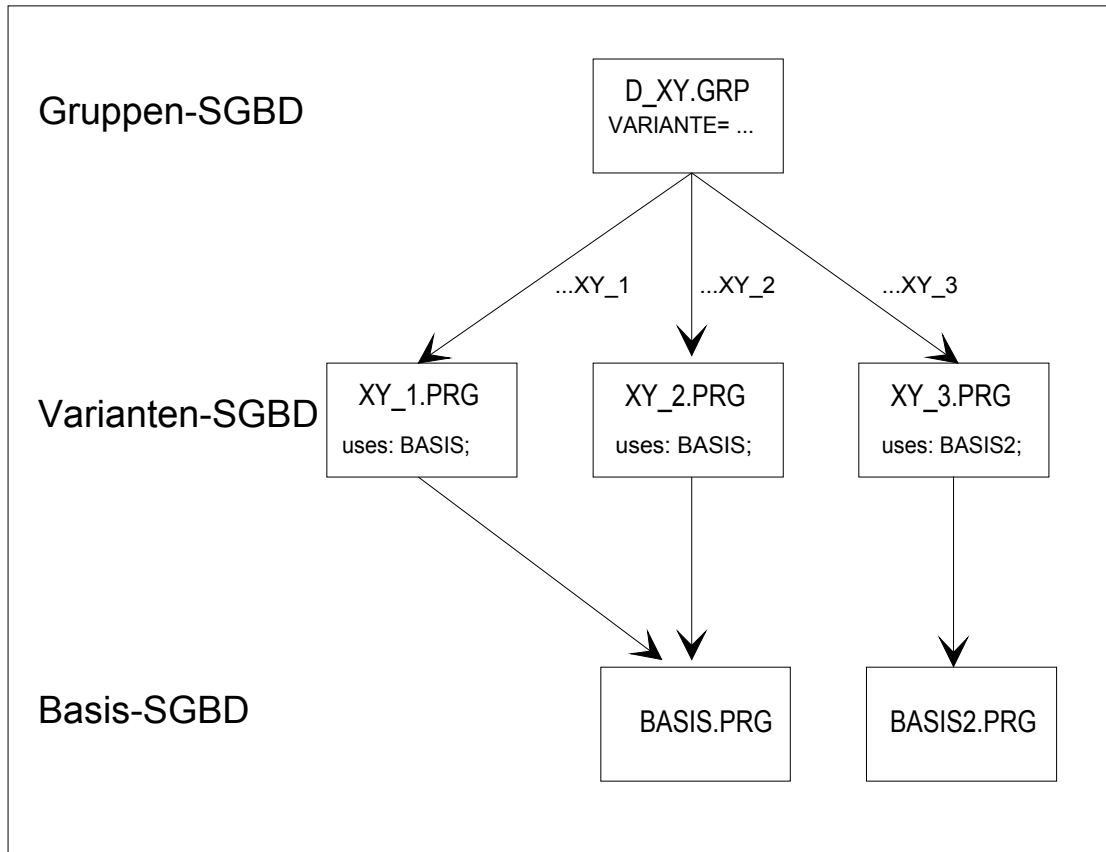 Gruppen-SGBD
D_XY.GRP
VARIANTE= ...
...XY_1
...XY_2
...XY_3
Varianten-SGBD
XY_1.PRG
uses: BASIS;
XY_2.PRG
uses: BASIS;
XY_3.PRG
uses: BASIS2;
Basis-SGBD
BASIS.PRG
BASIS2.PRG